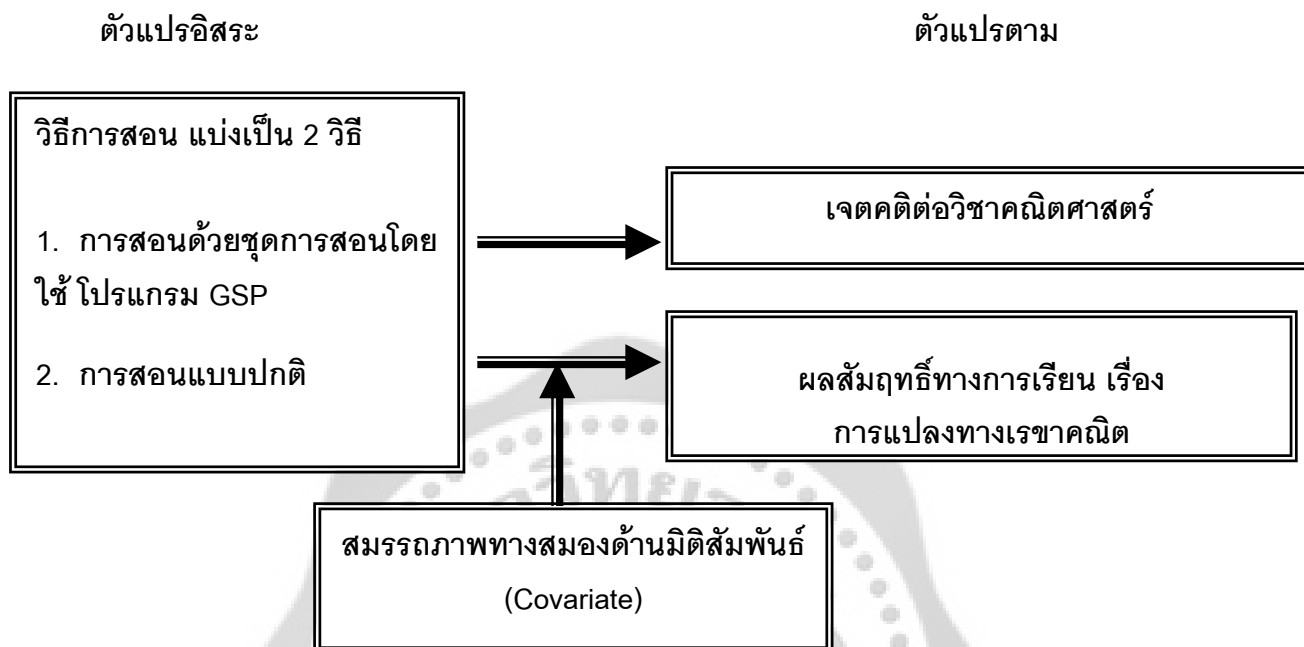 ตัวแปรอิสระ
ตัวแปรตาม
วิธีการสอน แบ่งเป็น 2 วิธี
1. การสอนด้วยชุดการสอนโดย
ใช้ โปรแกรม GSP
2. การสอนแบบปกติ
เจตคติต่อวิชาคณิตศาสตร์
ผลสัมฤทธิ์ทางการเรียน เรื่อง
การแปลงทางเรขาคณิต
สมรรถภาพทางสมองด้านมิติสัมพันธ์
(Covariate)